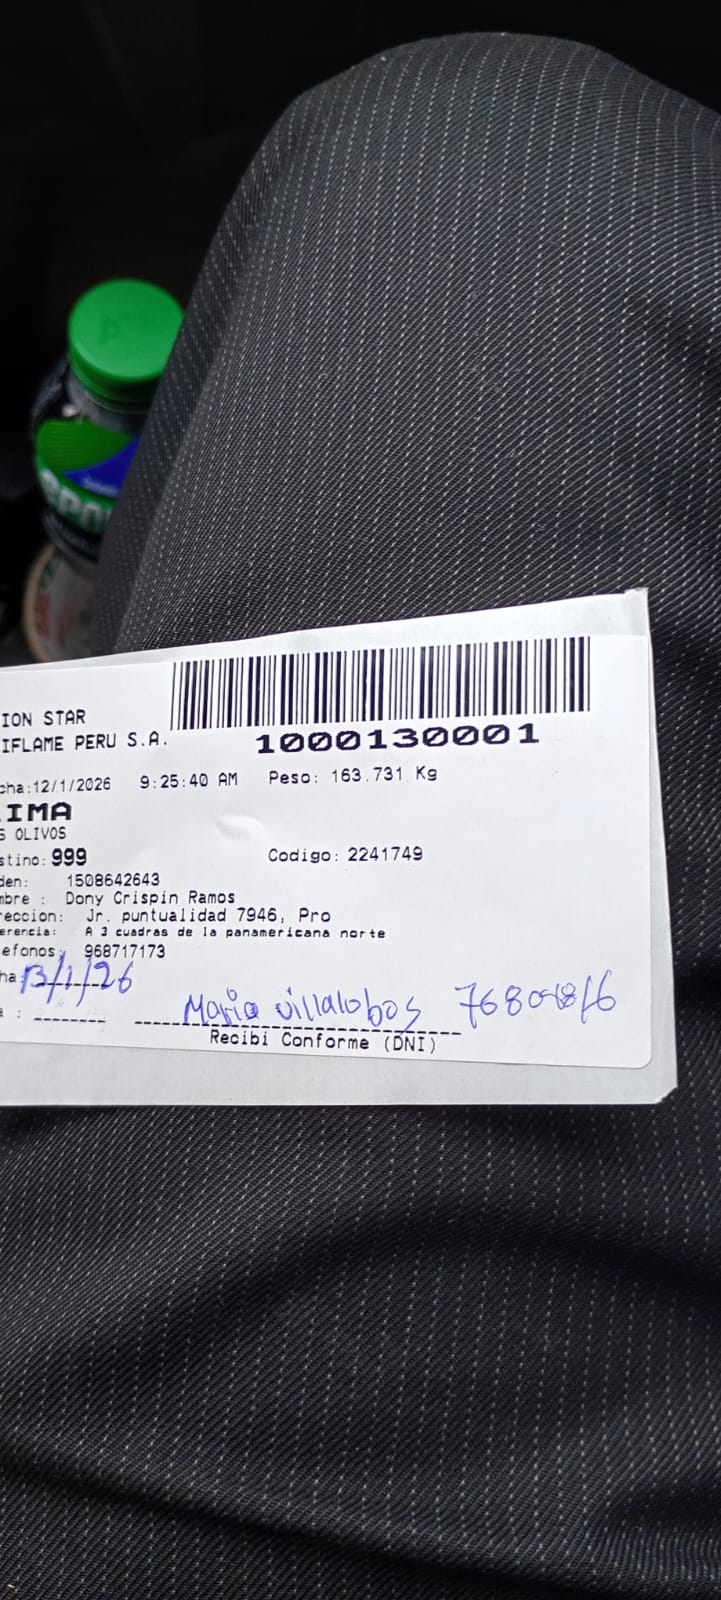 ION STAR
IFLAME PERU S.A.
1000130001
cha:12/1/2026 9:25:40 AM Peso: 163.731 Kg
IMA
S OLIVOS
stino: 999 Codigo: 2241749
den: 1508642643
mbre : Dony Crispin Ramos
reccion: Jr. puntualidad 7946, Pro
erencia: A 3 cuadras de la panamericana norte
efonos: 968717173
ha: 13/1/26
Maria villalobos
Recibi Conforme (DNI)